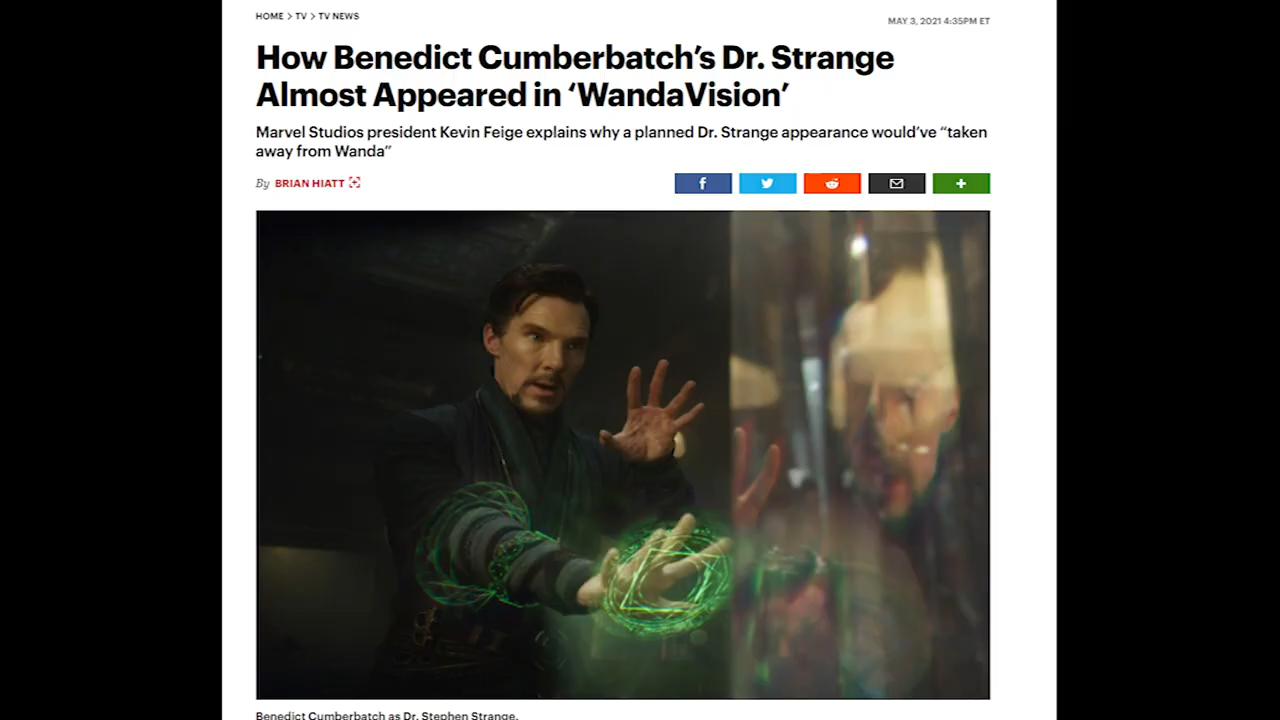 HOME > TV > TV NEWS
MAY 3, 2021 4:35PM ET
How Benedict Cumberbatch’s Dr. Strange
Almost Appeared in ‘WandaVision’
Marvel Studios president Kevin Feige explains why a planned Dr. Strange appearance would’ve “taken
away from Wanda”
By BRIAN HIATT
Benedict Cumberbatch as Dr. Stephen Strange.